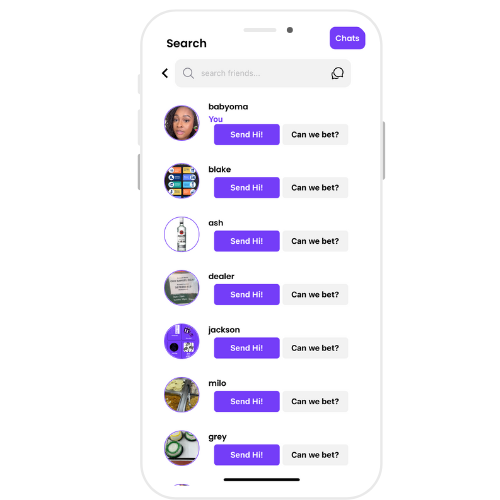 Search
Chats
search friends...
babyoma
You
Send Hi!
Can we bet?
blake
Send Hi!
Can we bet?
ash
Send Hi!
Can we bet?
dealer
Send Hi!
Can we bet?
jackson
Send Hi!
Can we bet?
milo
Send Hi!
Can we bet?
grey
Send Hi!
Can we bet?